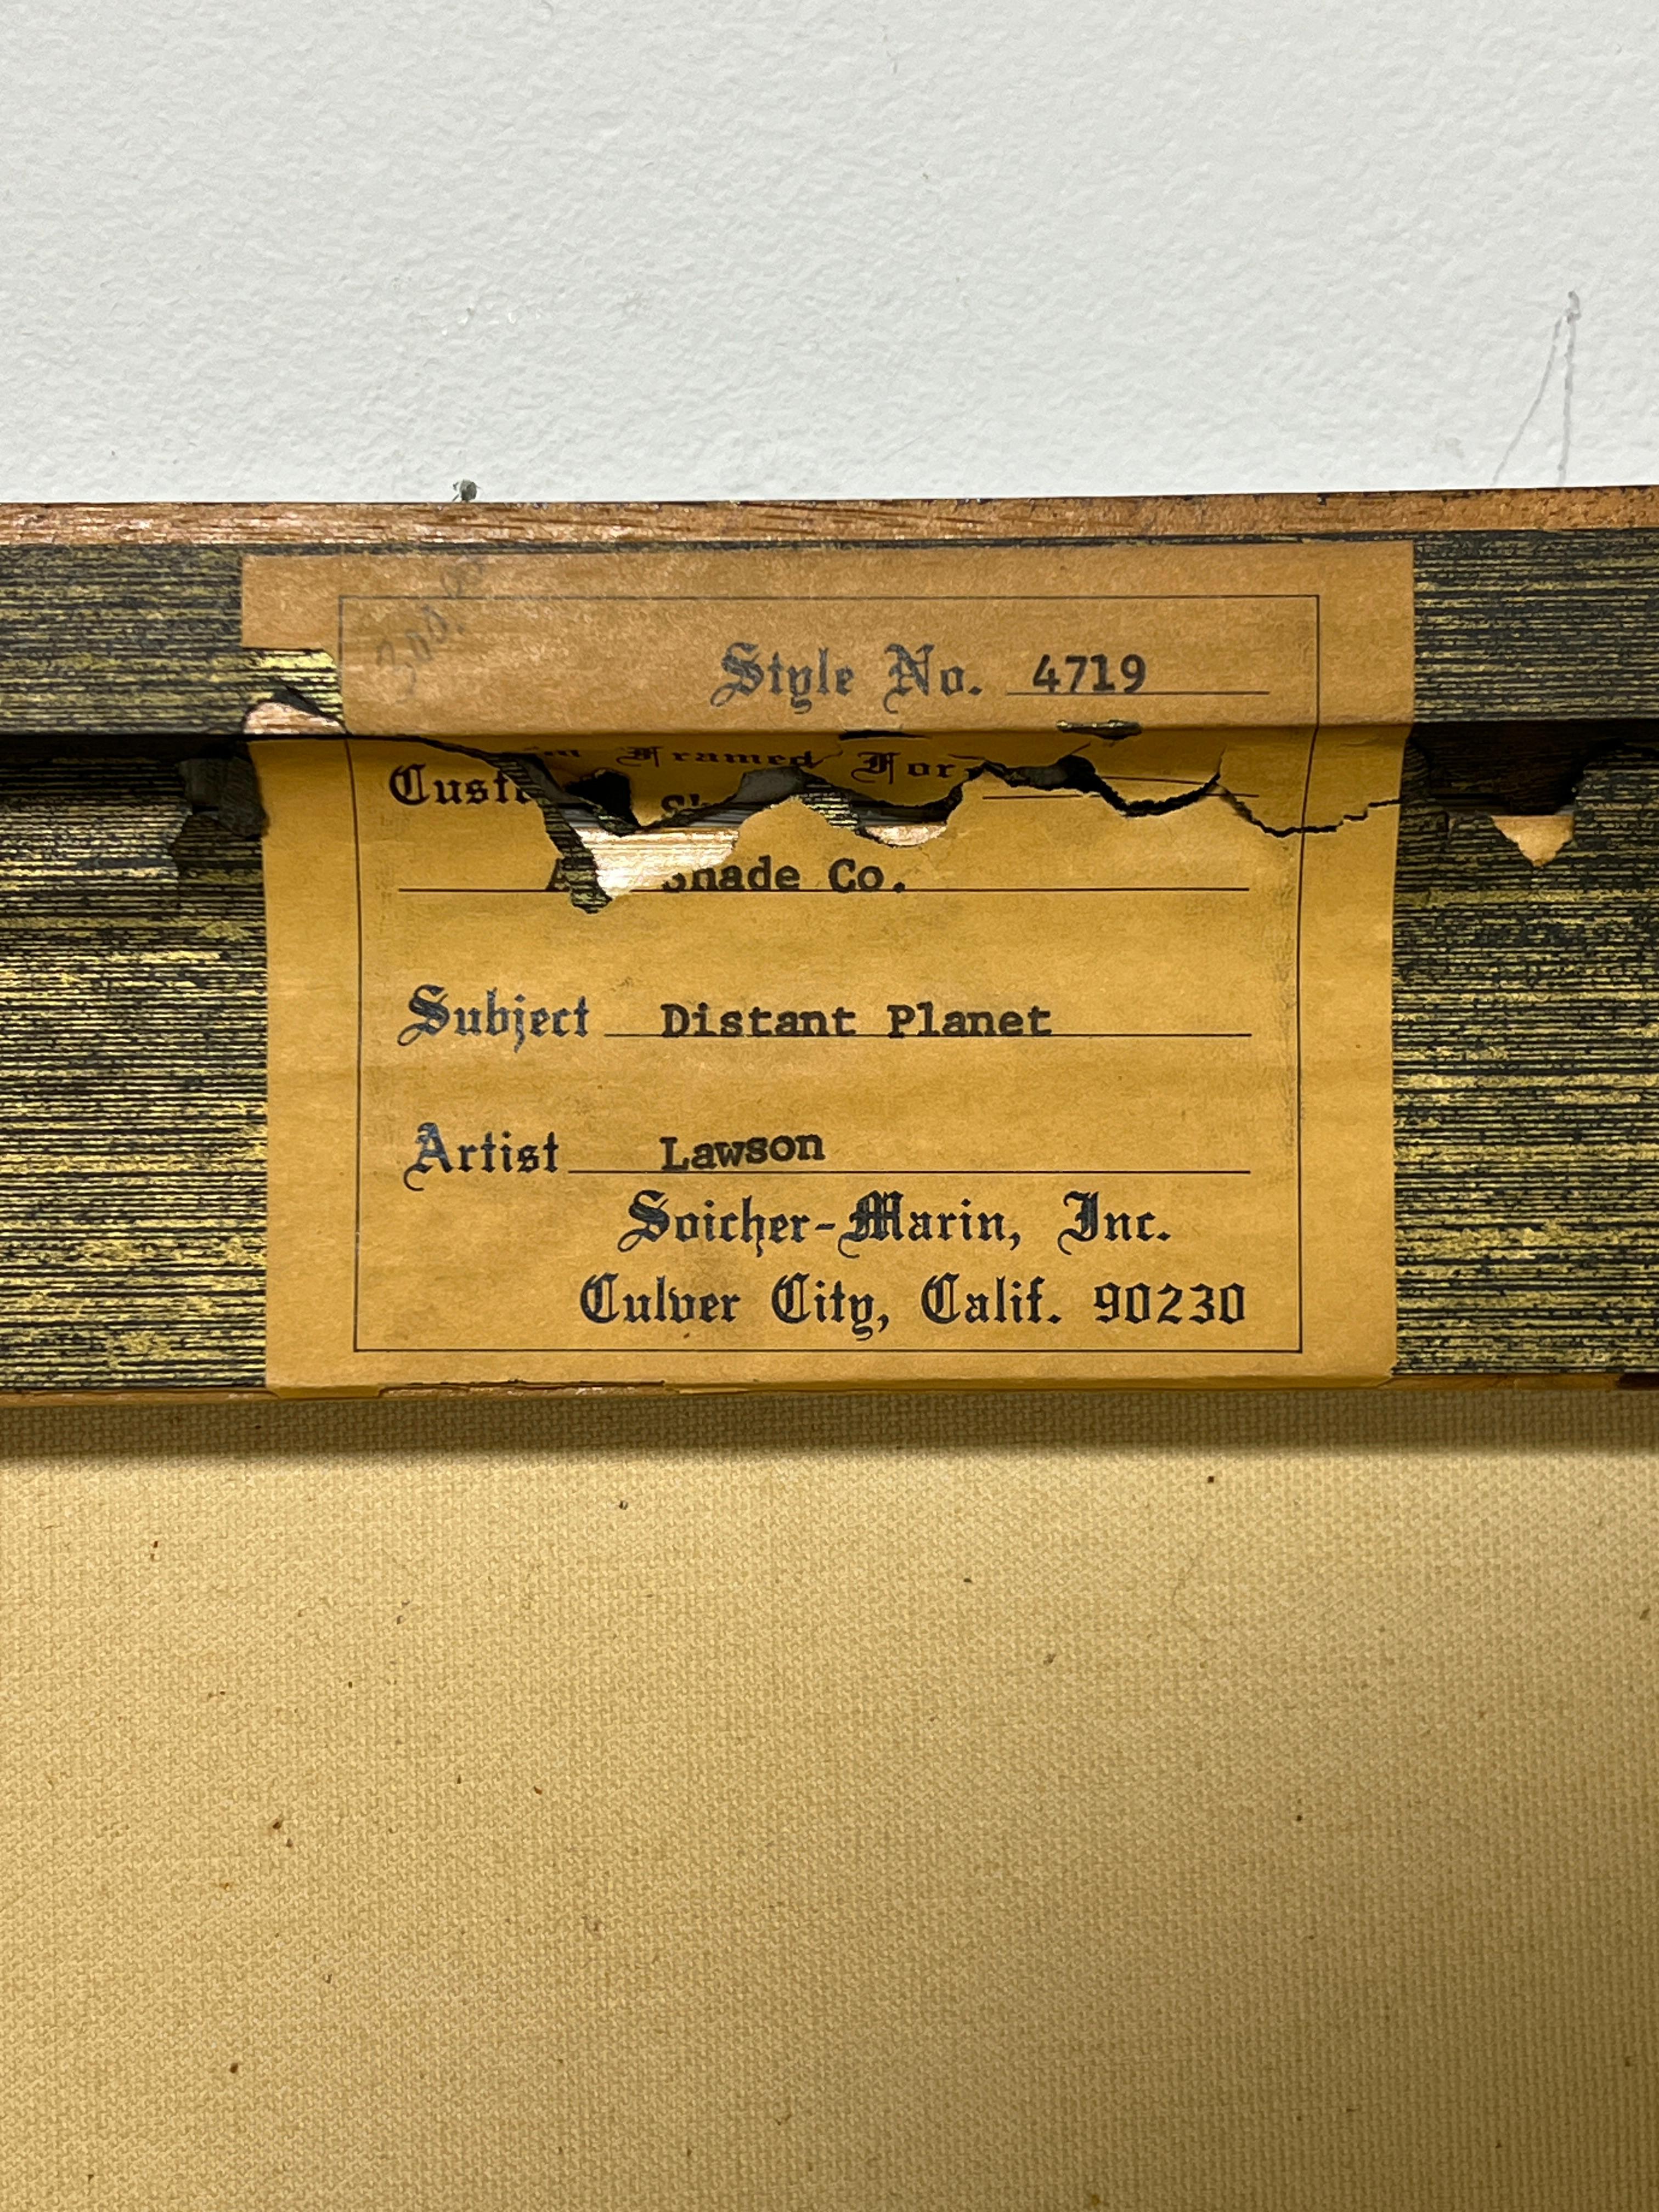 Style No. 4719
Custom Framed For
Shade Co.
Subject Distant Planet
Artist Lawson
Soicher-Marin, Inc.
Culver City, Calif. 90230